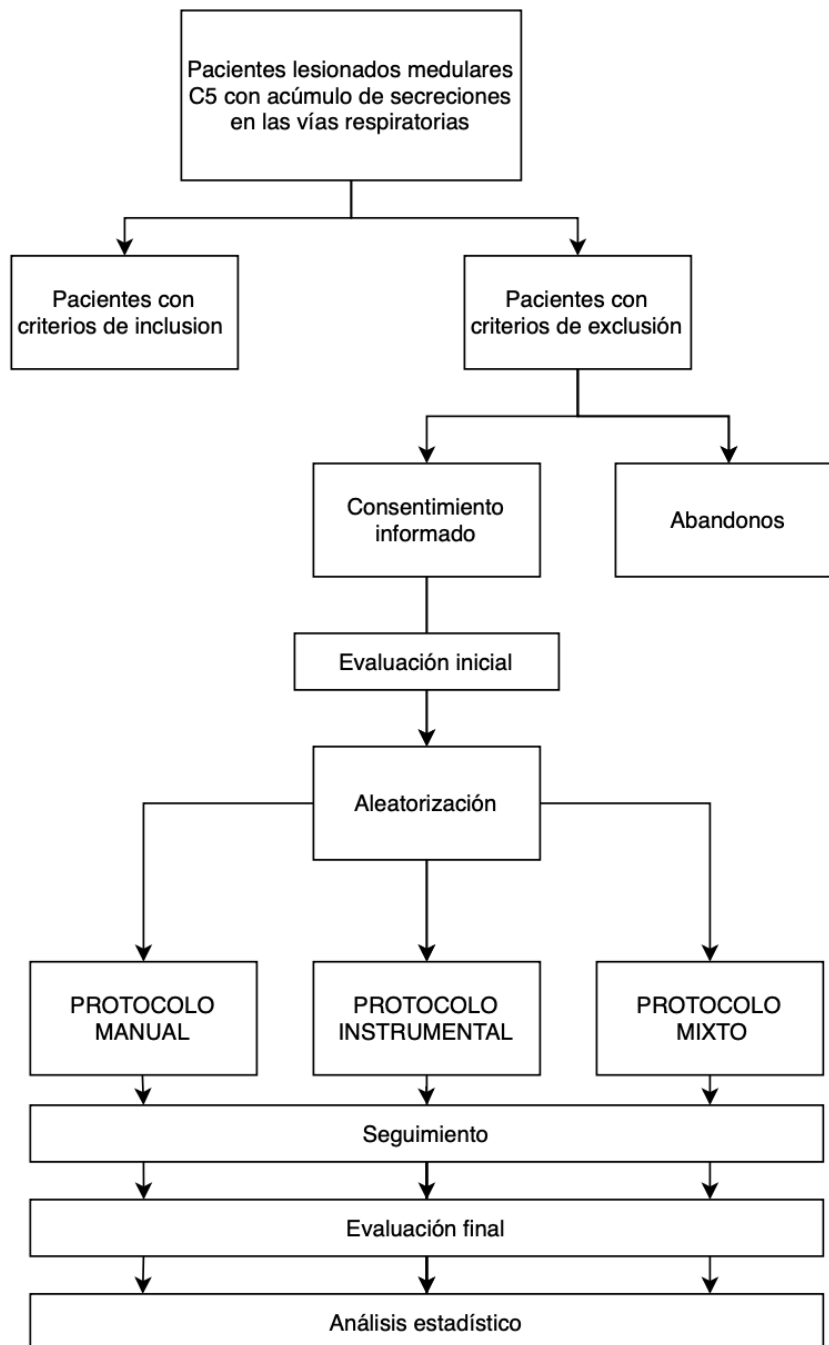 Pacientes lesionados medulares
C5 con acúmulo de secreciones
en las vías respiratorias
Pacientes con
criterios de inclusion
Pacientes con
criterios de exclusión
Consentimiento
informado
Abandonos
Evaluación inicial
Aleatorización
PROTOCOLO
MANUAL
PROTOCOLO
INSTRUMENTAL
PROTOCOLO
MIXTO
Seguimiento
Evaluación final
Análisis estadístico